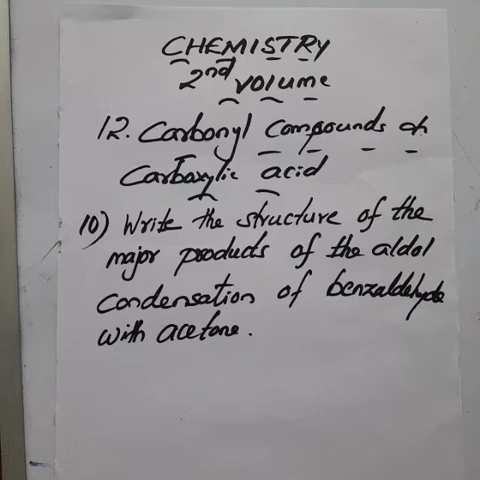 CHEMISTRY
2nd volume
12. Carbonyl Compounds &
Carboxylic acid
10) Write the structure of the
major products of the aldol
condensation of benzaldehyde
with acetone.